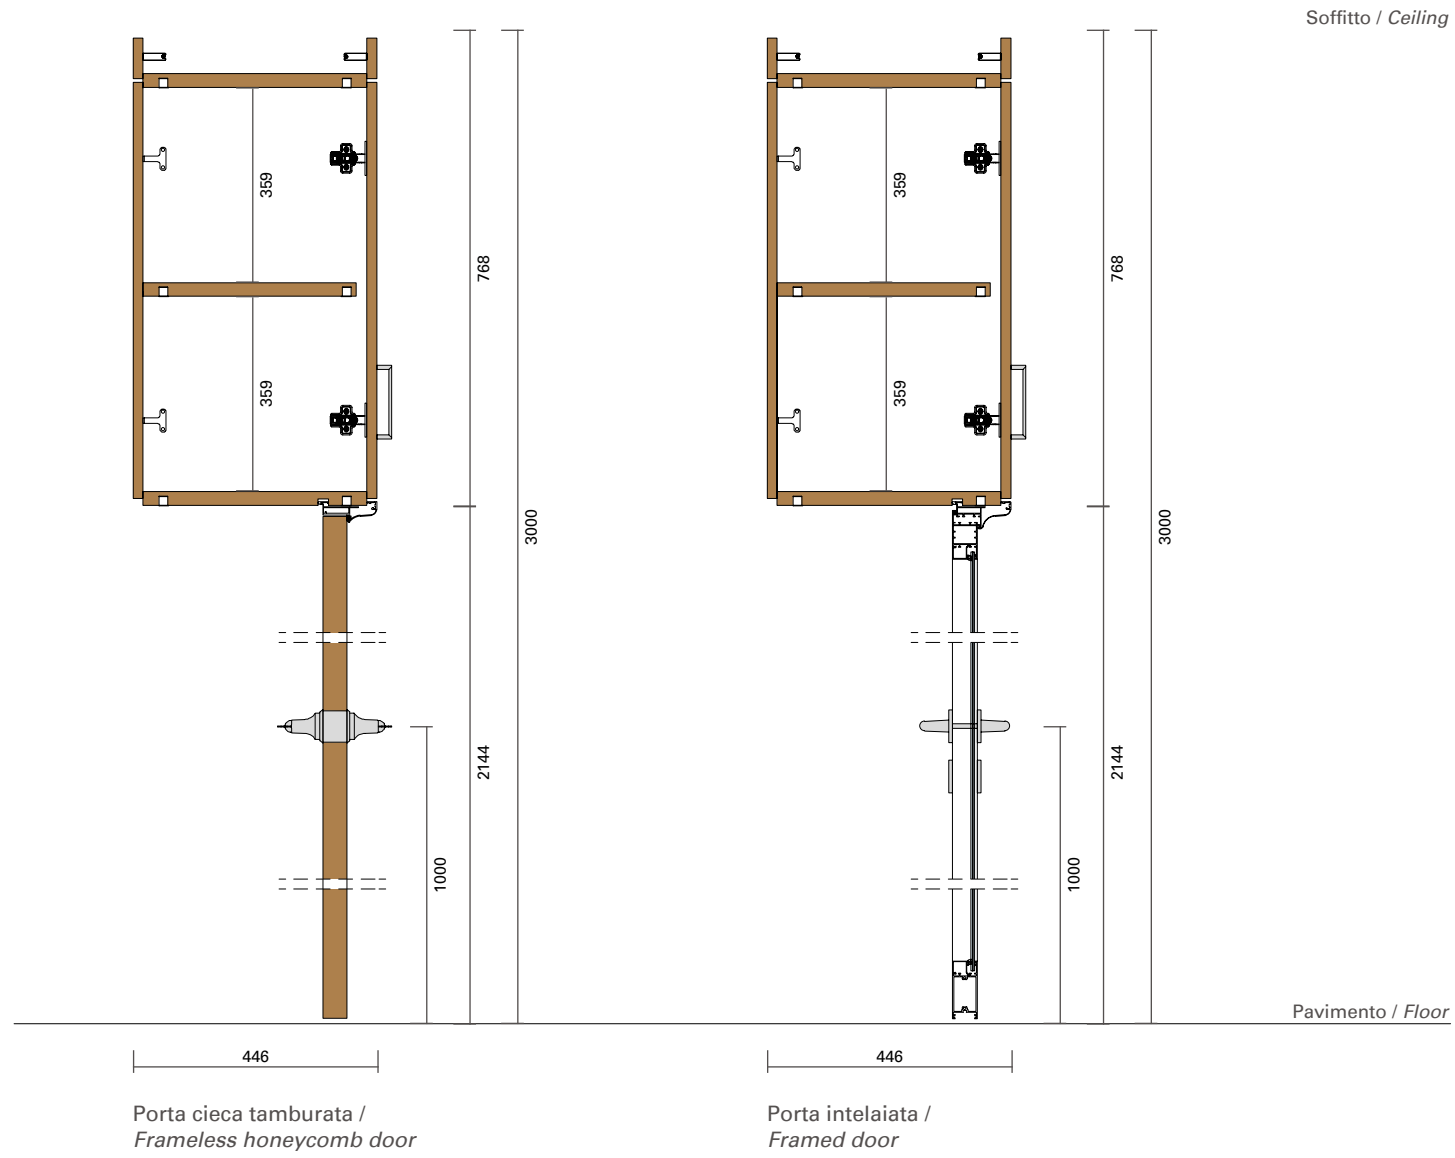 Soffitto / Ceiling
359
768
359
3000
2144
1000
359
768
359
3000
2144
1000
Pavimento / Floor
446
446
Porta cieca tamburata /
Frameless honeycomb door
Porta intelaiata /
Framed door